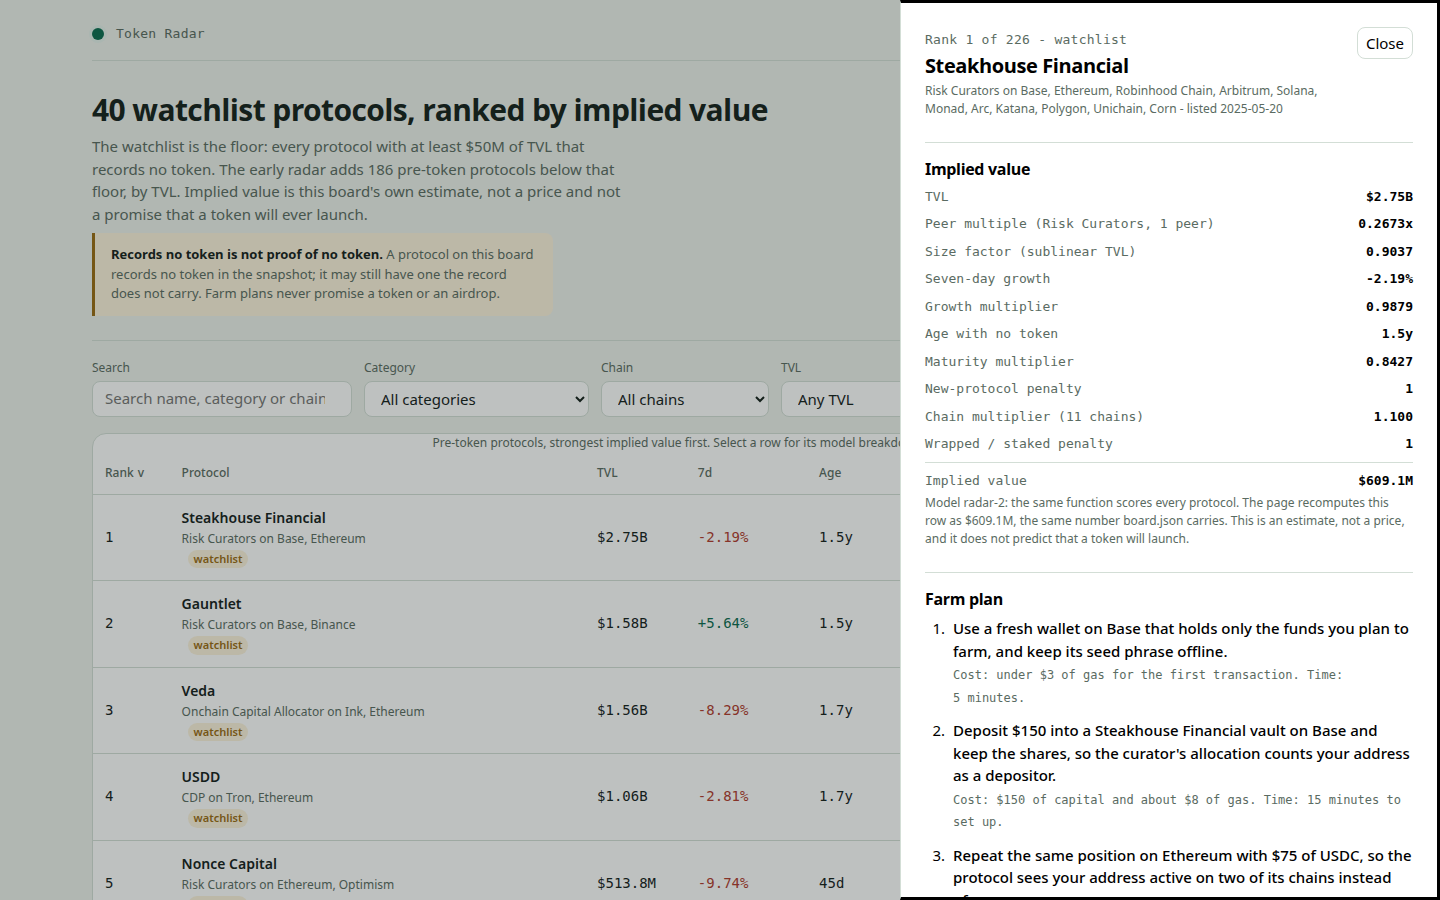 Token Radar
40 watchlist protocols, ranked by implied value
The watchlist is the floor: every protocol with at least $50M of TVL that
records no token. The early radar adds 186 pre-token protocols below that
floor, by TVL. Implied value is this board's own estimate, not a price and not
a promise that a token will ever launch.
Records no token is not proof of no token. A protocol on this board
records no token in the snapshot; it may still have one the record
does not carry. Farm plans never promise a token or an airdrop.
Search Category Chain TVL
Search name, category or chain All categories All chains Any TVL
Pre-token protocols, strongest implied value first. Select a row for its model
Rank v Protocol TVL 7d Age
1 Steakhouse Financial $2.75B -2.19% 1.5y
Risk Curators on Base, Ethereum
watchlist
2 Gauntlet $1.58B +5.64% 1.5y
Risk Curators on Base, Binance
watchlist
3 Veda $1.56B -8.29% 1.7y
Onchain Capital Allocator on Ink, Ethereum
watchlist
4 USDD $1.06B -2.81% 1.7y
CDP on Tron, Ethereum
watchlist
5 Nonce Capital $513.8M -9.74% 45d
Risk Curators on Ethereum, Optimism
Rank 1 of 226 - watchlist
Close
Steakhouse Financial
Risk Curators on Base, Ethereum, Robinhood Chain, Arbitrum, Solana,
Monad, Arc, Katana, Polygon, Unichain, Corn - listed 2025-05-20
Implied value
TVL $2.75B
Peer multiple (Risk Curators, 1 peer) 0.2673x
Size factor (sublinear TVL) 0.9037
Seven-day growth -2.19%
Growth multiplier 0.9879
Age with no token 1.5y
Maturity multiplier 0.8427
New-protocol penalty 1
Chain multiplier (11 chains) 1.100
Wrapped / staked penalty 1
Implied value $609.1M
Model radar-2: the same function scores every protocol. The page recomputes this
row as $609.1M, the same number board.json carries. This is an estimate, not a price,
and it does not predict that a token will launch.
Farm plan
1. Use a fresh wallet on Base that holds only the funds you plan to
farm, and keep its seed phrase offline.
Cost: under $3 of gas for the first transaction. Time:
5 minutes.
2. Deposit $150 into a Steakhouse Financial vault on Base and
keep the shares, so the curator's allocation counts your address
as a depositor.
Cost: $150 of capital and about $8 of gas. Time: 15 minutes to
set up.
3. Repeat the same position on Ethereum with $75 of USDC, so the
protocol sees your address active on two of its chains instead